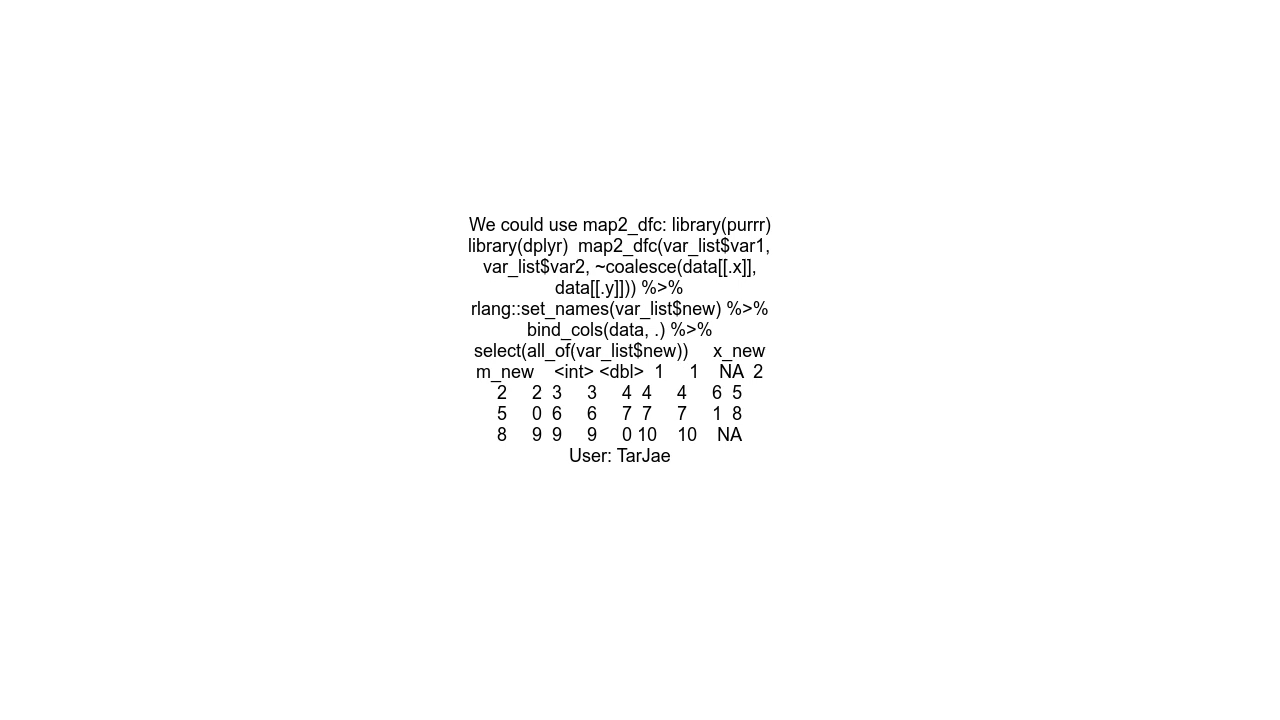 We could use map2_dfc: library(purrr)
library(dplyr)  map2_dfc(var_list$var1,
var_list$var2, ~coalesce(data[[.x]],
data[[.y]])) %>%
rlang::set_names(var_list$new) %>%
bind_cols(data, .) %>%
select(all_of(var_list$new))     x_new
m_new    <int> <dbl>  1     1    NA  2
2     2  3     3     4  4     4     6  5
5     0  6     6     7  7     7     1  8
8     9  9     9     0 10    10    NA
User: TarJae